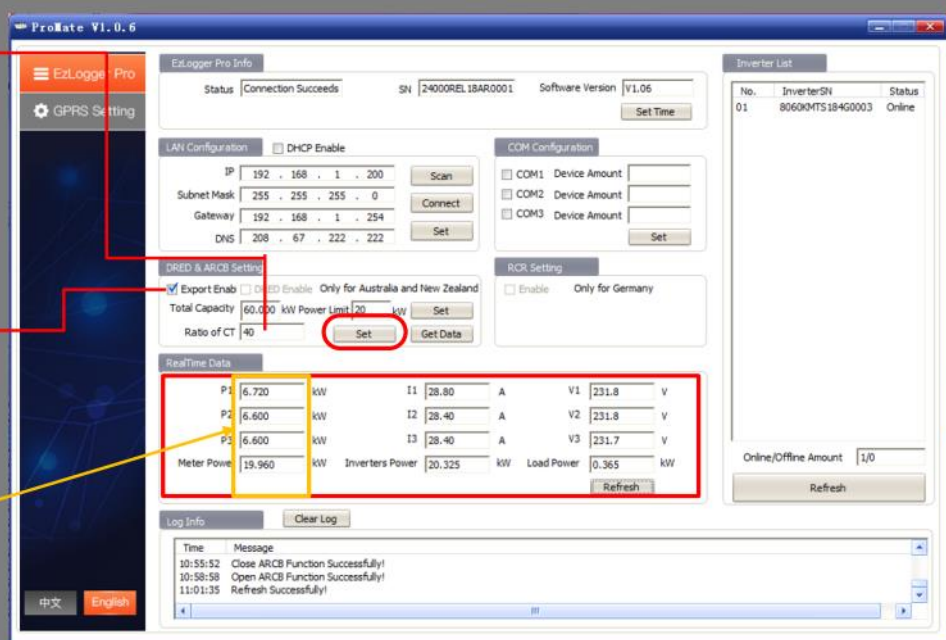 ProMate V1.0.6
EzLogger Pro
GPRS Setting
EzLogger Pro Info
Status Connection Succeeds SN 24000REL18AR0001 Software Version V1.06
Set Time
LAN Configuration DHCP Enable
IP 192 . 168 . 1 . 200 Scan
Subnet Mask 255 . 255 . 255 . 0 Connect
Gateway 192 . 168 . 1 . 254
DNS 208 . 67 . 222 . 222 Set
COM Configuration
COM1 Device Amount
COM2 Device Amount
COM3 Device Amount
Set
DRED & ARCB Setting
Export Enab DRED Enable Only for Australia and New Zealand
Total Capacity 60.000 kW Power Limit 20 kW Set
Ratio of CT 40 Set Get Data
RCR Setting
Enable Only for Germany
RealTime Data
P1 6.720 kW I1 28.80 A V1 231.8 V
P2 6.600 kW I2 28.40 A V2 231.8 V
P3 6.600 kW I3 28.40 A V3 231.7 V
Meter Powe 19.960 kW Inverters Power 20.325 kW Load Power 0.365 kW
Refresh
Inverter List
No. InverterSN Status
01 8060KMTS184G0003 Online
Online/Offline Amount 1/0
Refresh
Log Info Clear Log
Time Message
10:55:52 Close ARCB Function Successfully!
10:58:58 Open ARCB Function Successfully!
11:01:35 Refresh Successfully!
中文 English